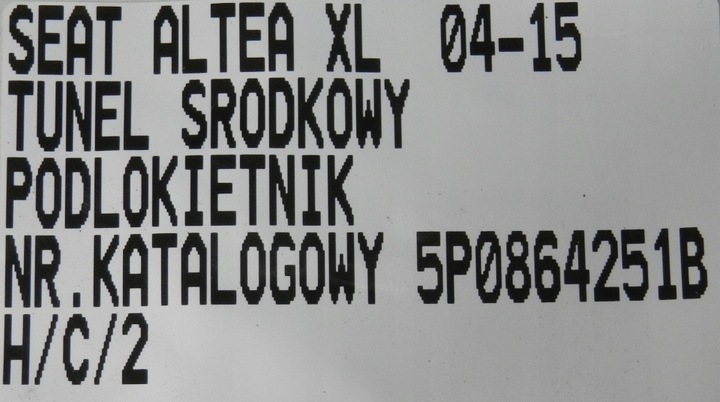 SEAT ALTEA XL 04-15
TUNEL SRODKOWY
PODLOKIETNIK
NR.KATALOGOWY 5P0864251B
H/C/2